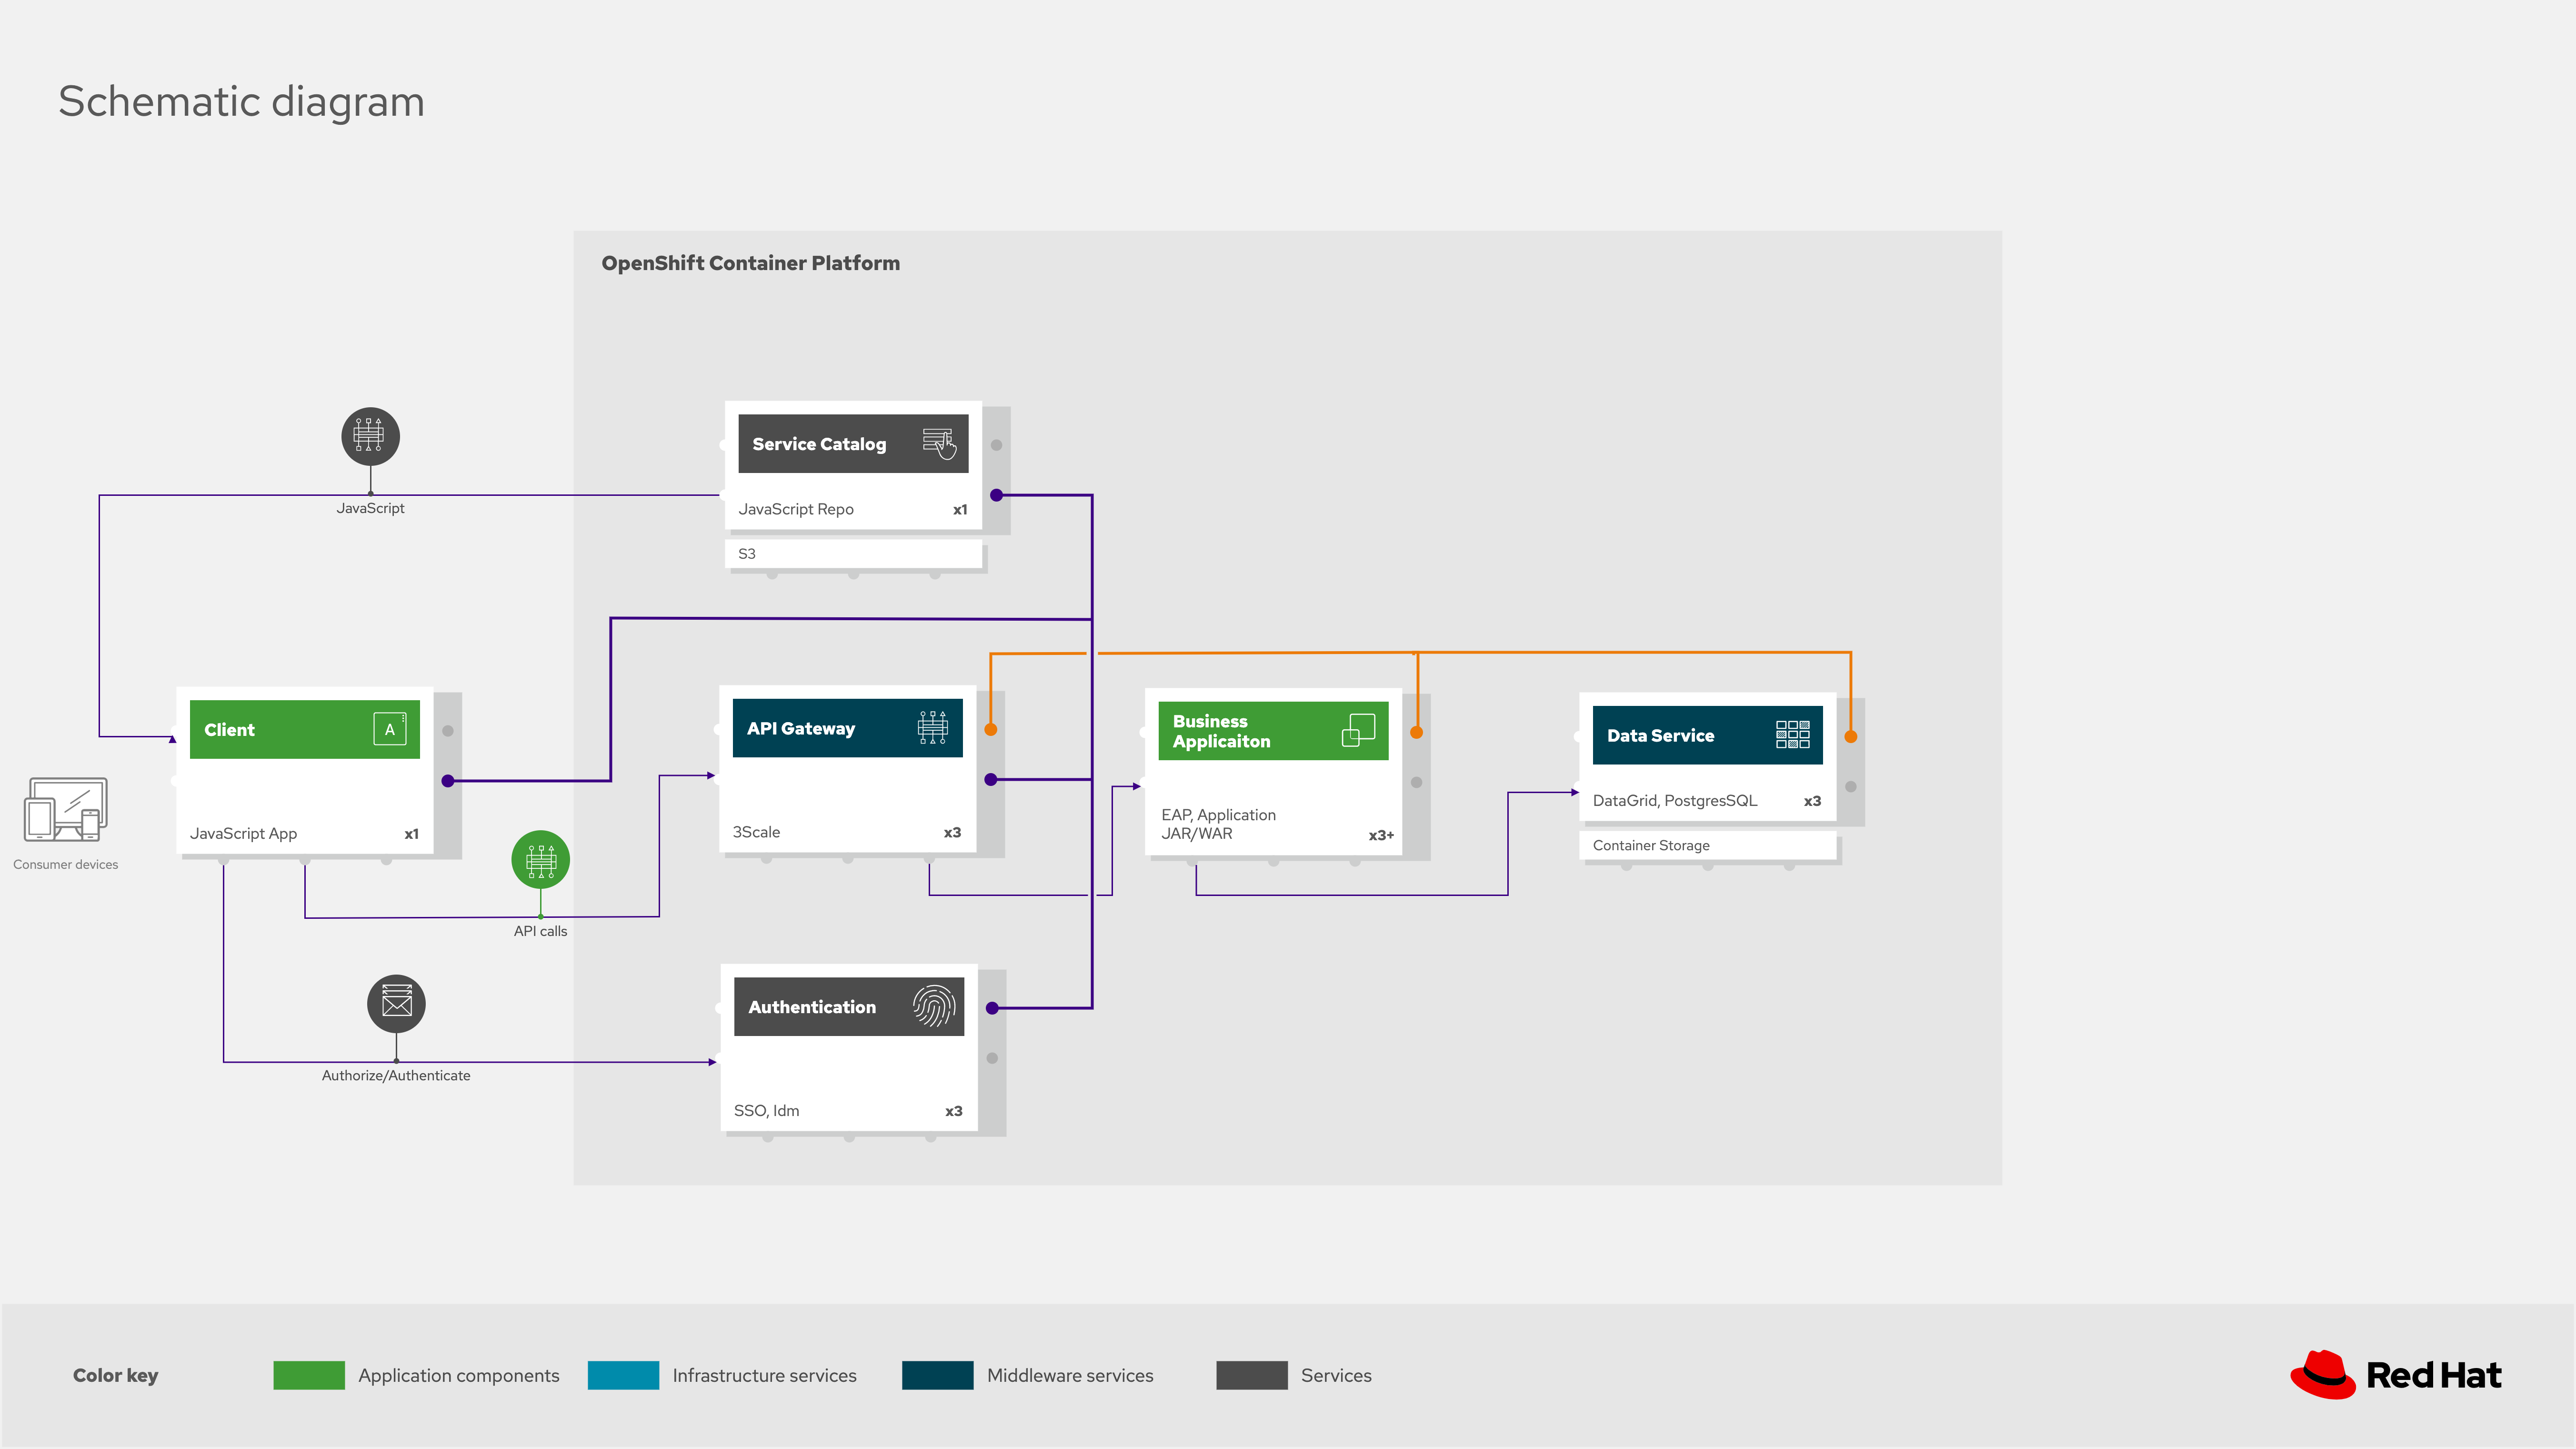 Schematic diagram
OpenShift Container Platform
JavaScript
Service Catalog
JavaScript Repo
x1
S3
Client
A
JavaScript App
x1
Consumer devices
API calls
API Gateway
3Scale
x3
Business
Applicaiton
EAP, Application
JAR/WAR
x3+
Data Service
DataGrid, PostgresSQL
x3
Container Storage
Authorize/Authenticate
Authentication
SSO, Idm
x3
Color key
Application components
Infrastructure services
Middleware services
Services
Red Hat